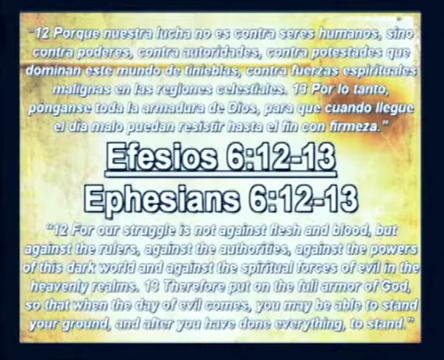 "12 Porque nuestra lucha no es contra seres humanos, sino
contra poderes, contra autoridades, contra potestades que
dominan este mundo de tinieblas, contra fuerzas espirituales
malignas en las regiones celestiales. 13 Por lo tanto,
pónganse toda la armadura de Dios, para que cuando llegue
el día malo puedan resistir hasta el fin con firmeza."
Efesios 6:12-13
Ephesians 6:12-13
"12 For our struggle is not against flesh and blood, but
against the rulers, against the authorities, against the powers
of this dark world and against the spiritual forces of evil in the
heavenly realms. 13 Therefore put on the full armor of God,
so that when the day of evil comes, you may be able to stand
your ground, and after you have done everything, to stand."